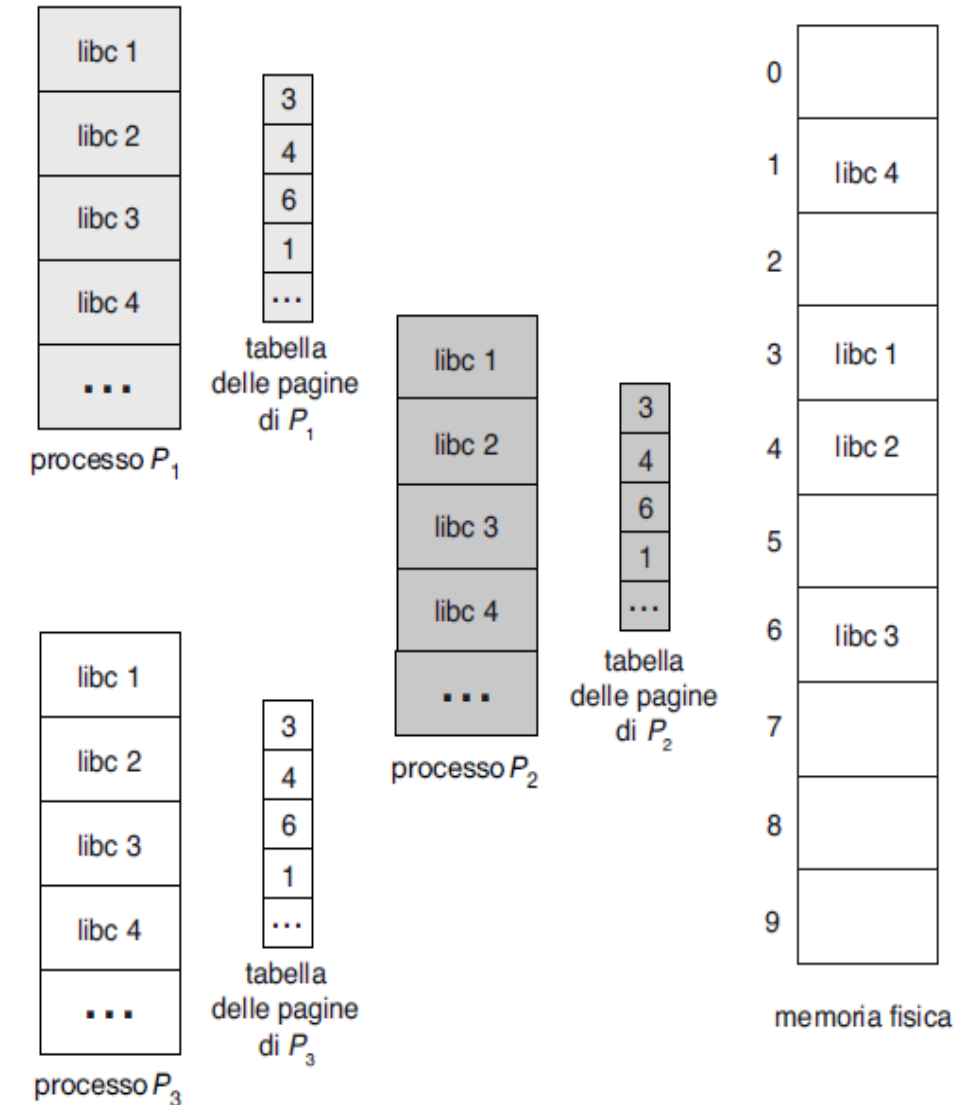 libc 1
libc 2
libc 3
libc 4
...
processo P1
3
4
6
1
...
tabella
delle pagine
di P1
libc 1
libc 2
libc 3
libc 4
...
processo P2
3
4
6
1
...
tabella
delle pagine
di P2
libc 1
libc 2
libc 3
libc 4
...
processo P3
3
4
6
1
...
tabella
delle pagine
di P3
0
1 libc 4
2
3 libc 1
4 libc 2
5
6 libc 3
7
8
9
memoria fisica